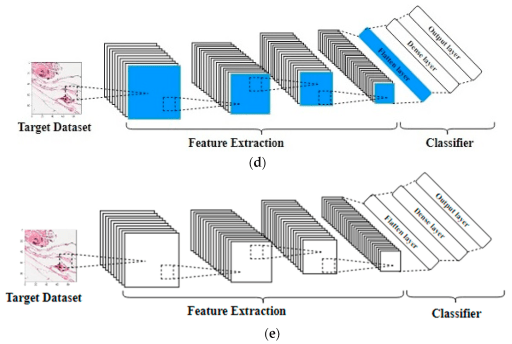 Output layer
Dense layer
Flatten layer
Target Dataset
Feature Extraction
Classifier
(d)
Output layer
Dense layer
Flatten layer
Target Dataset
Feature Extraction
Classifier
(e)